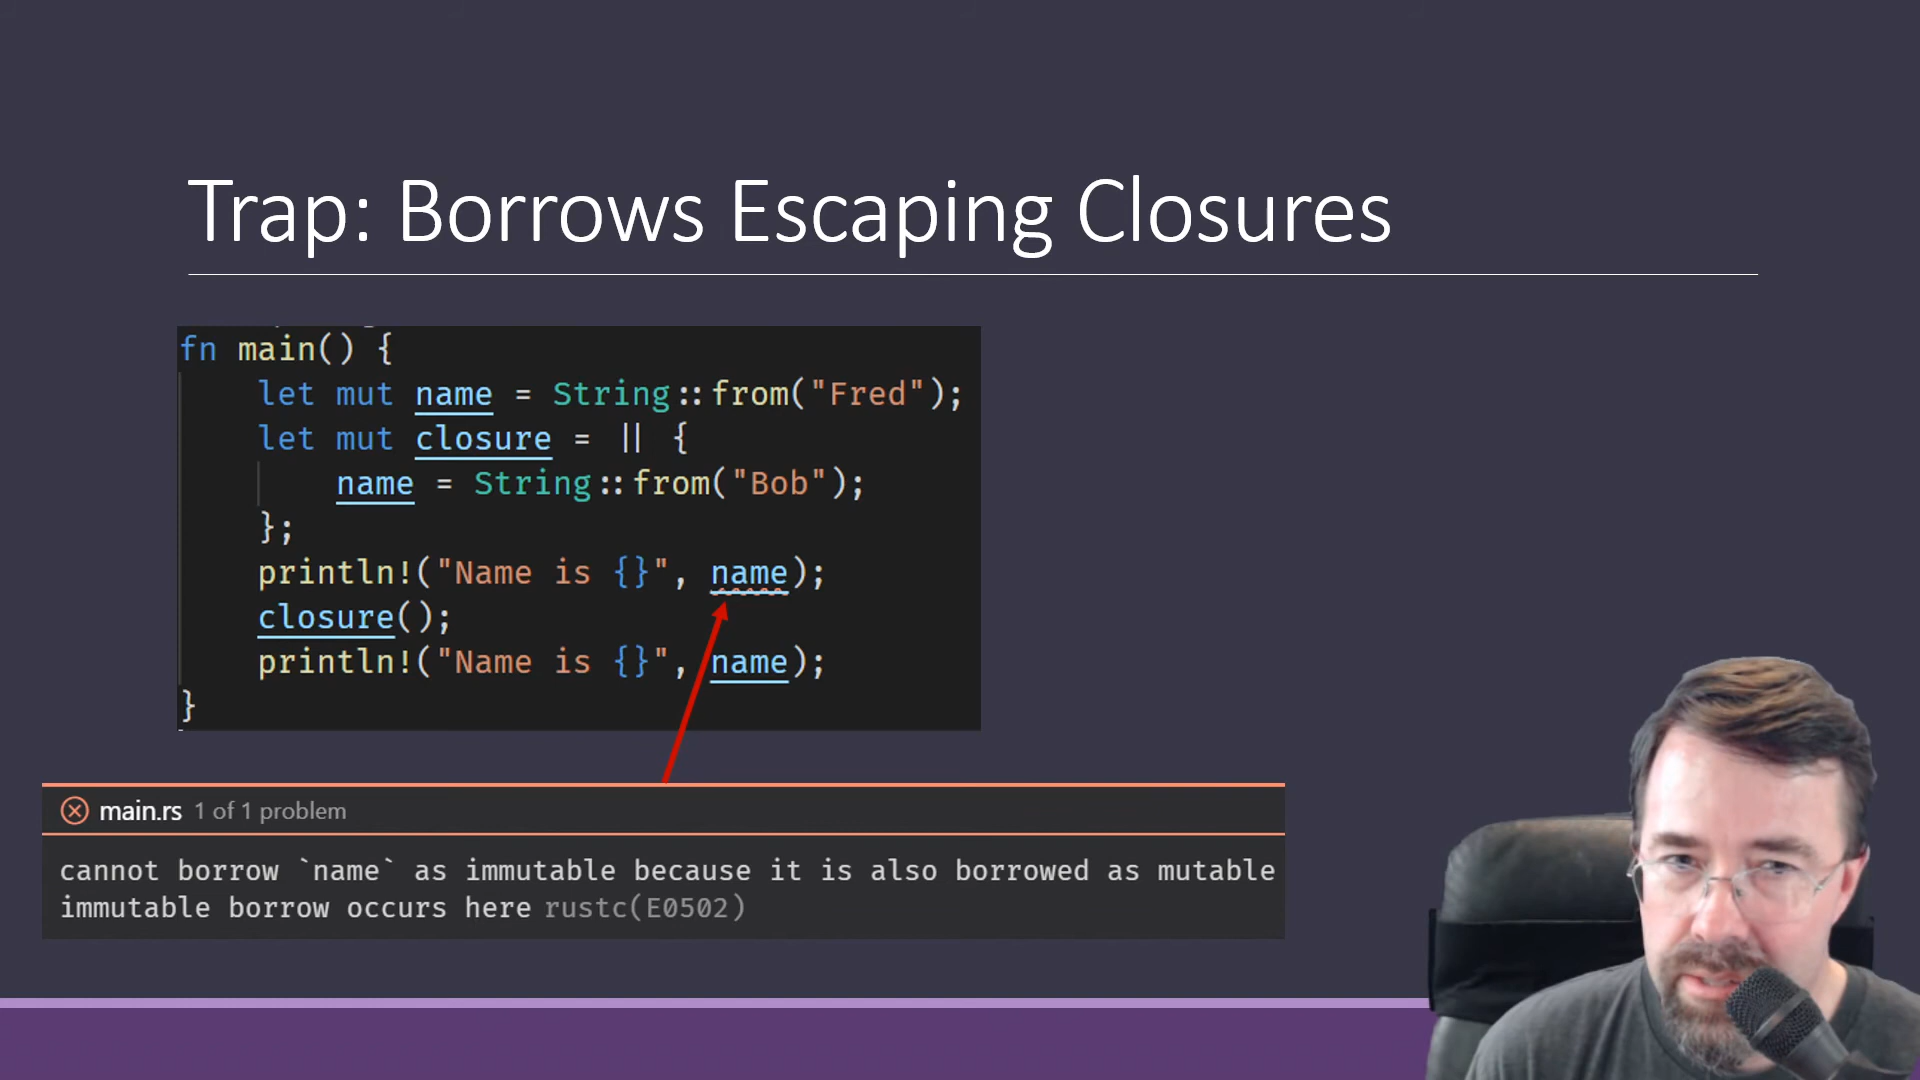 Trap: Borrows Escaping Closures
fn main() {
    let mut name = String::from("Fred");
    let mut closure = || {
        name = String::from("Bob");
    };
    println!("Name is {}", name);
    closure();
    println!("Name is {}", name);
}
main.rs 1 of 1 problem
cannot borrow `name` as immutable because it is also borrowed as mutable
immutable borrow occurs here rustc(E0502)